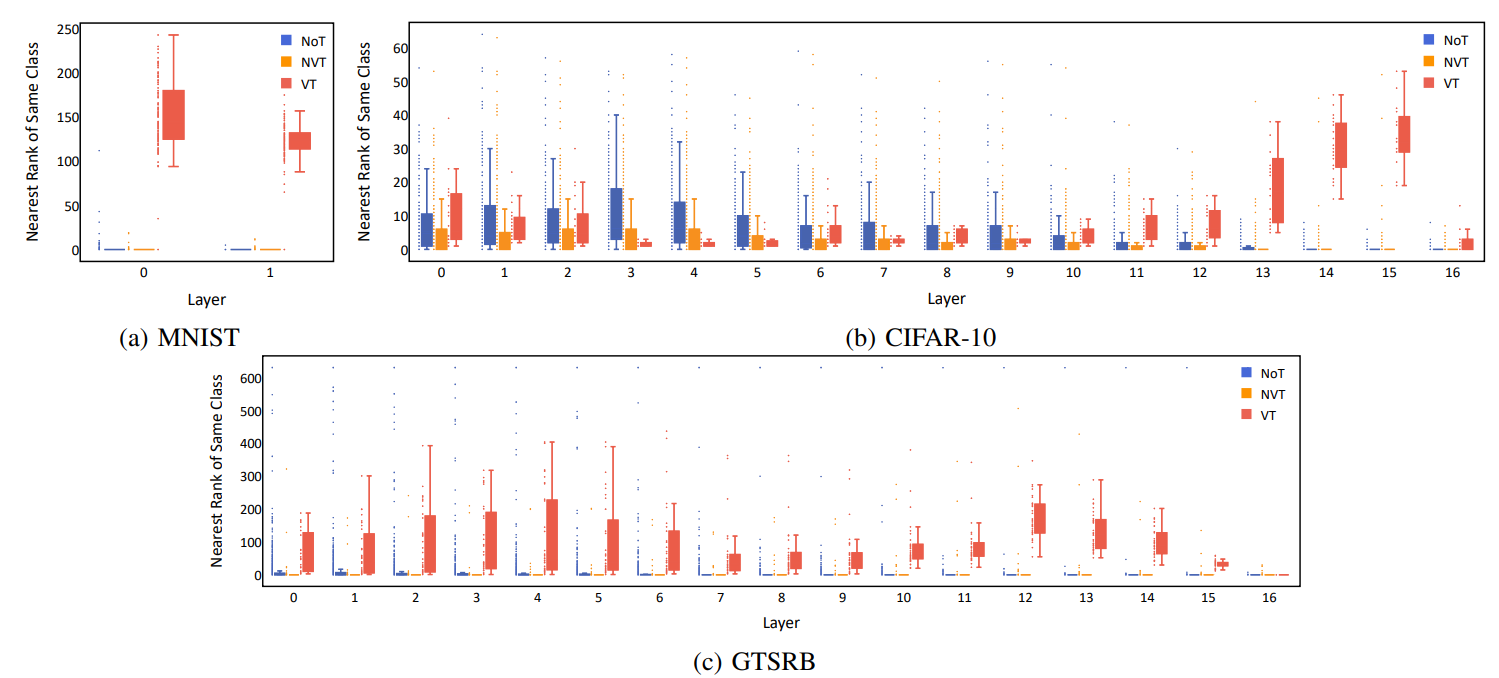 Nearest Rank of Same Class
250
200
150
100
50
0
NoT
NVT
VT
0 1
Layer
(a) MNIST
Nearest Rank of Same Class
60
50
40
30
20
10
0
NoT
NVT
VT
0 1 2 3 4 5 6 7 8 9 10 11 12 13 14 15 16
Layer
(b) CIFAR-10
Nearest Rank of Same Class
600
500
400
300
200
100
0
NoT
NVT
VT
0 1 2 3 4 5 6 7 8 9 10 11 12 13 14 15 16
Layer
(c) GTSRB